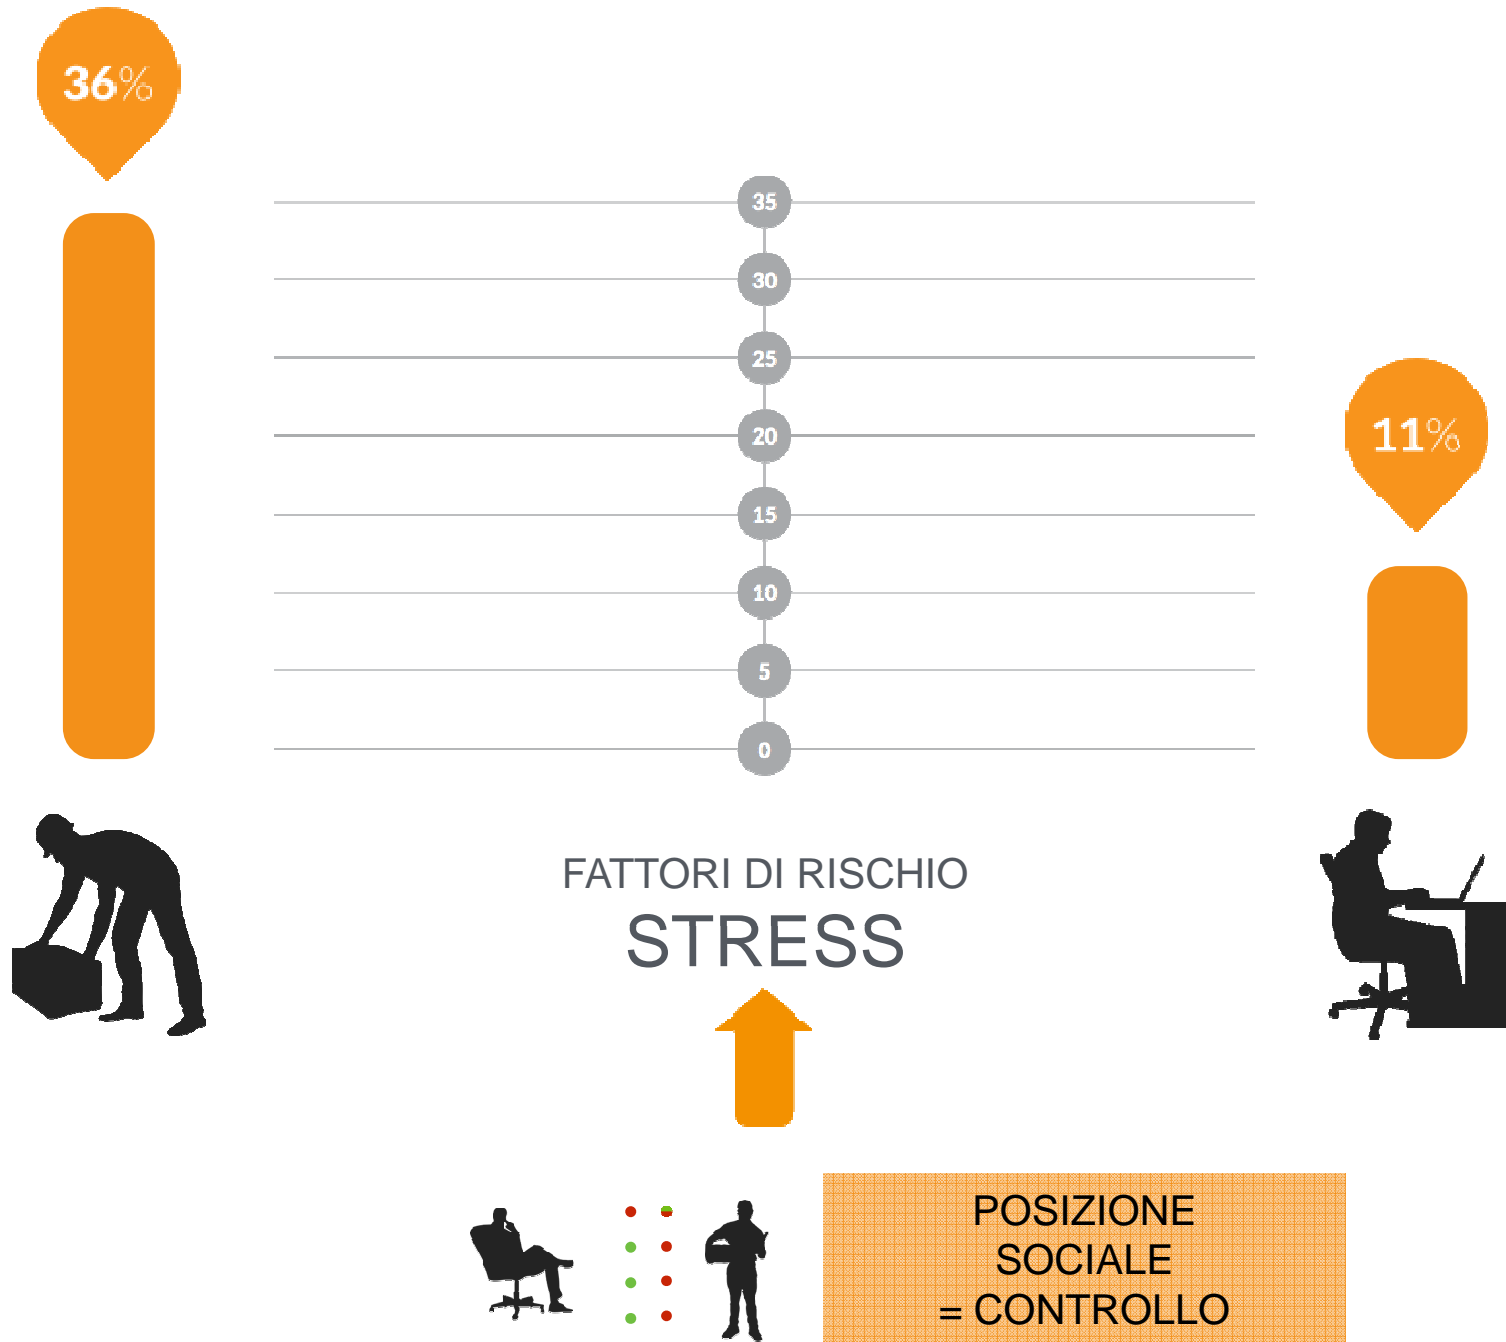 36%
35
30
25
20
15
10
5
0
11%
FATTORI DI RISCHIO
STRESS
POSIZIONE
SOCIALE
= CONTROLLO